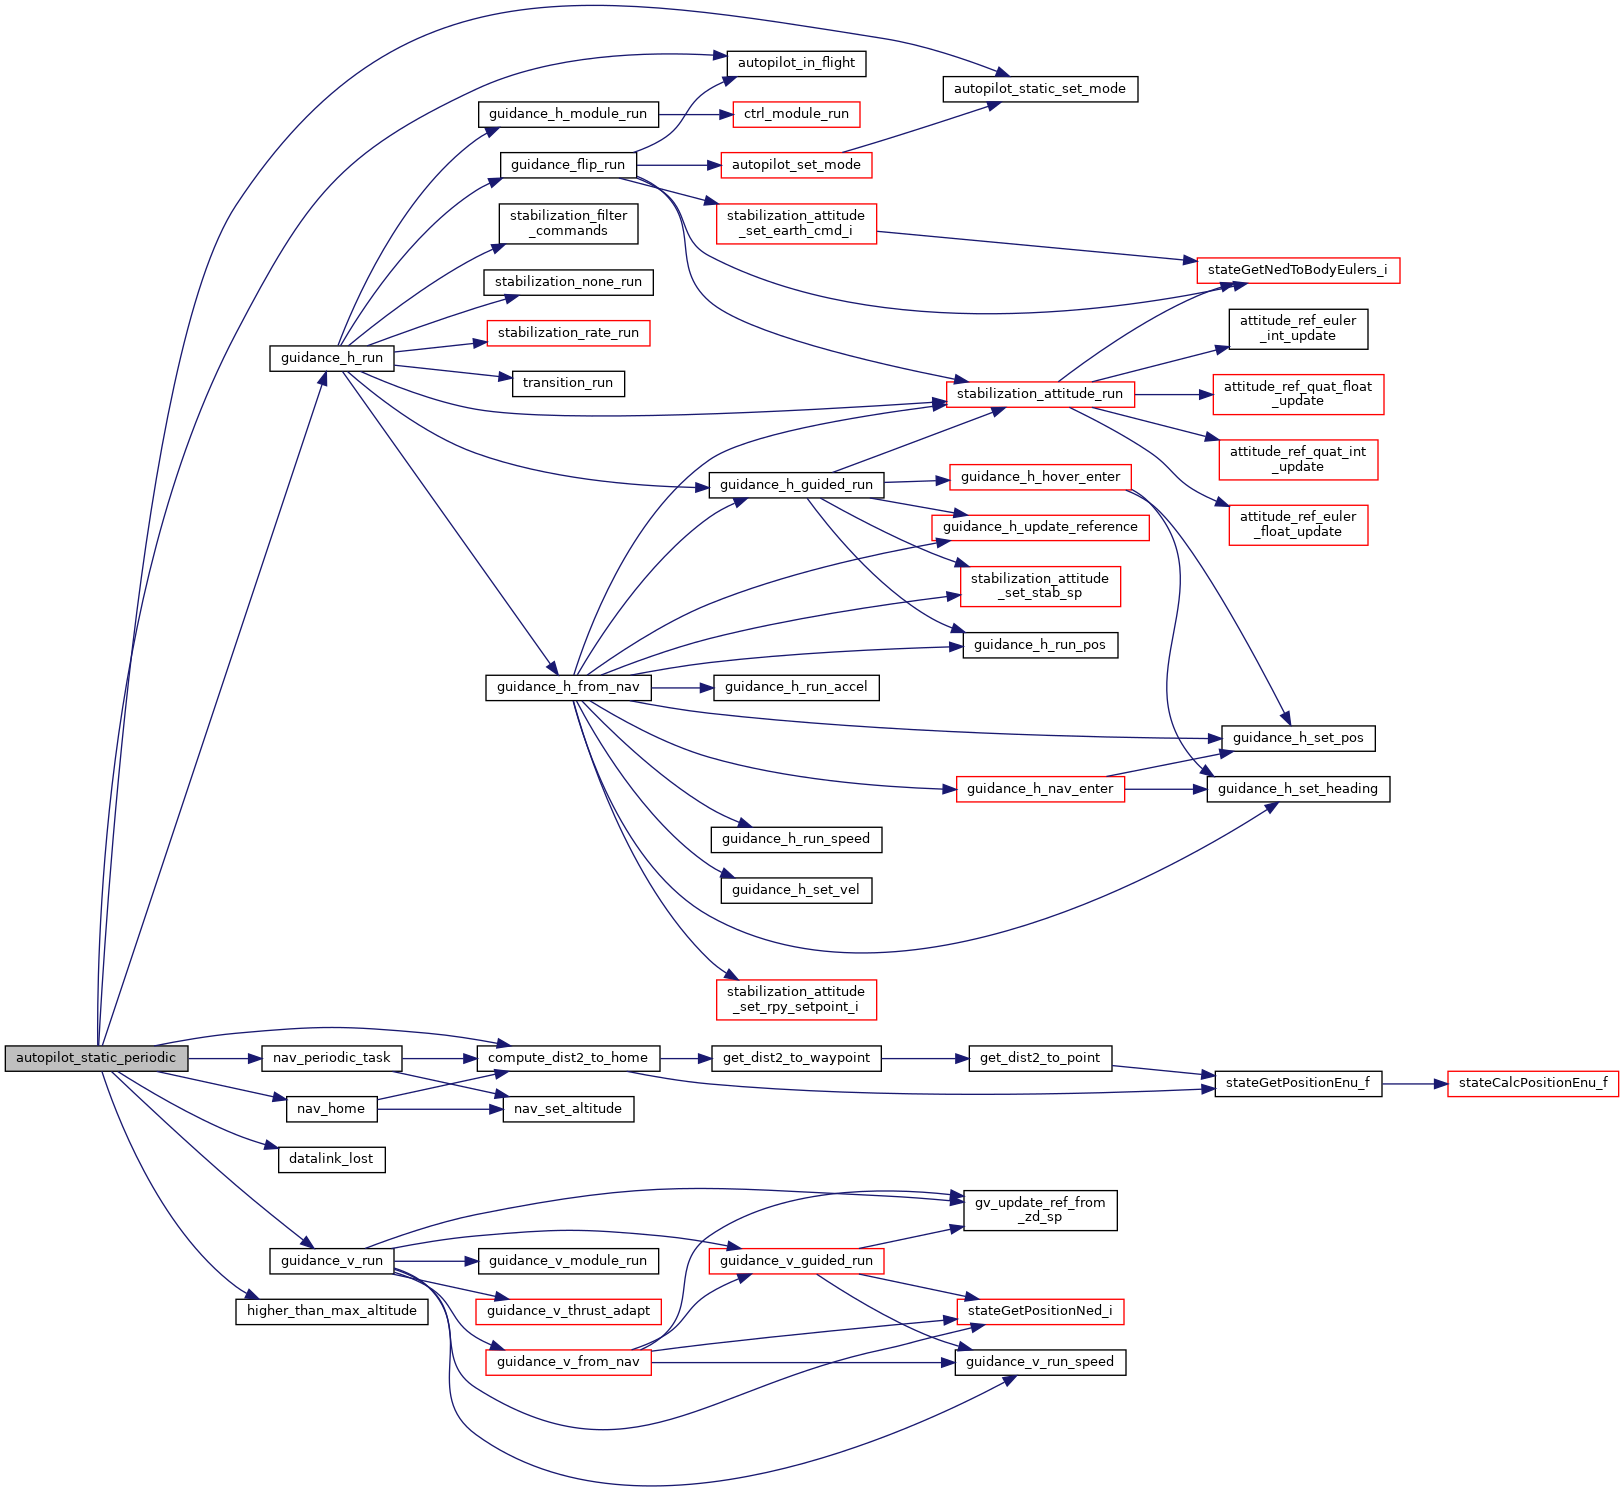 autopilot_in_flight
autopilot_static_set_mode
guidance_h_module_run
ctrl_module_run
guidance_flip_run
autopilot_set_mode
stabilization_filter
_commands
stabilization_attitude
_set_earth_cmd_i
stateGetNedToBodyEulers_i
stabilization_none_run
attitude_ref_euler
_int_update
stabilization_rate_run
guidance_h_run
transition_run
stabilization_attitude_run
attitude_ref_quat_float
_update
attitude_ref_quat_int
_update
guidance_h_guided_run
guidance_h_hover_enter
guidance_h_update_reference
attitude_ref_euler
_float_update
stabilization_attitude
_set_stab_sp
guidance_h_run_pos
guidance_h_from_nav
guidance_h_run_accel
guidance_h_set_pos
guidance_h_nav_enter
guidance_h_set_heading
guidance_h_run_speed
guidance_h_set_vel
stabilization_attitude
_set_rpy_setpoint_i
autopilot_static_periodic
nav_periodic_task
compute_dist2_to_home
get_dist2_to_waypoint
get_dist2_to_point
stateGetPositionEnu_f
stateCalcPositionEnu_f
nav_home
nav_set_altitude
datalink_lost
gv_update_ref_from
_zd_sp
guidance_v_run
guidance_v_module_run
guidance_v_guided_run
higher_than_max_altitude
guidance_v_thrust_adapt
stateGetPositionNed_i
guidance_v_from_nav
guidance_v_run_speed